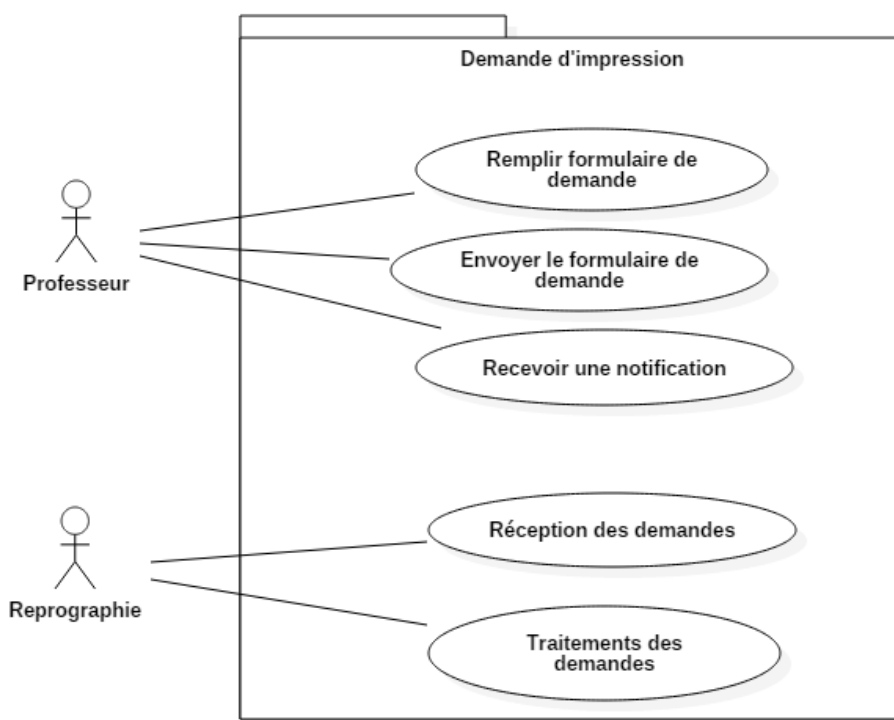 Demande d'impression
Remplir formulaire de
demande
Professeur
Envoyer le formulaire de
demande
Recevoir une notification
Réception des demandes
Reprographie
Traitements des
demandes